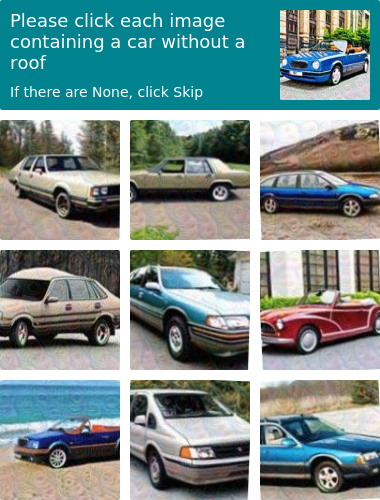 Please click each image
containing a car without a
roof
If there are None, click Skip